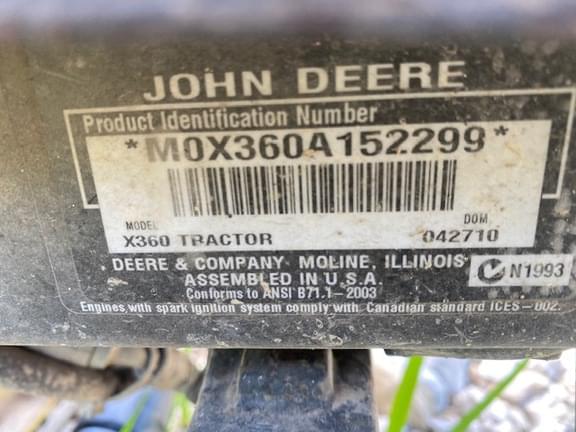 JOHN DEERE
Product Identification Number
*M0X360A152299*
MODEL DOM
X360 TRACTOR 042710
DEERE & COMPANY MOLINE, ILLINOIS
ASSEMBLED IN U.S.A.
N1993
Conforms to ANSI B71.1-2003
Engines with spark ignition system comply with Canadian standard ICES-002.